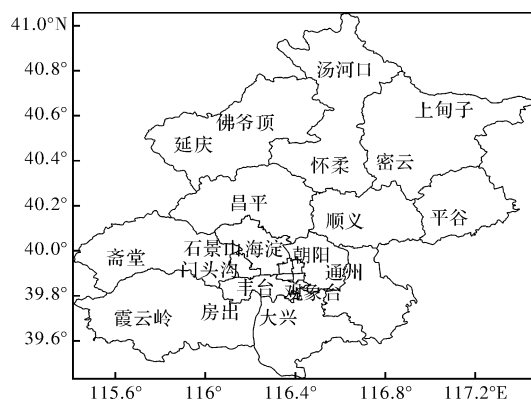 41.0°N
汤河口
40.8°
上甸子
40.6°
佛爷顶
延庆
40.4°
怀柔
密云
40.2°
昌平
顺义
平谷
40.0°
斋堂
石景山
海淀
朝阳
门头沟
通州
39.8°
丰台
观象台
霞云岭
房出
大兴
39.6°
115.6°
116°
116.4°
116.8°
117.2°E